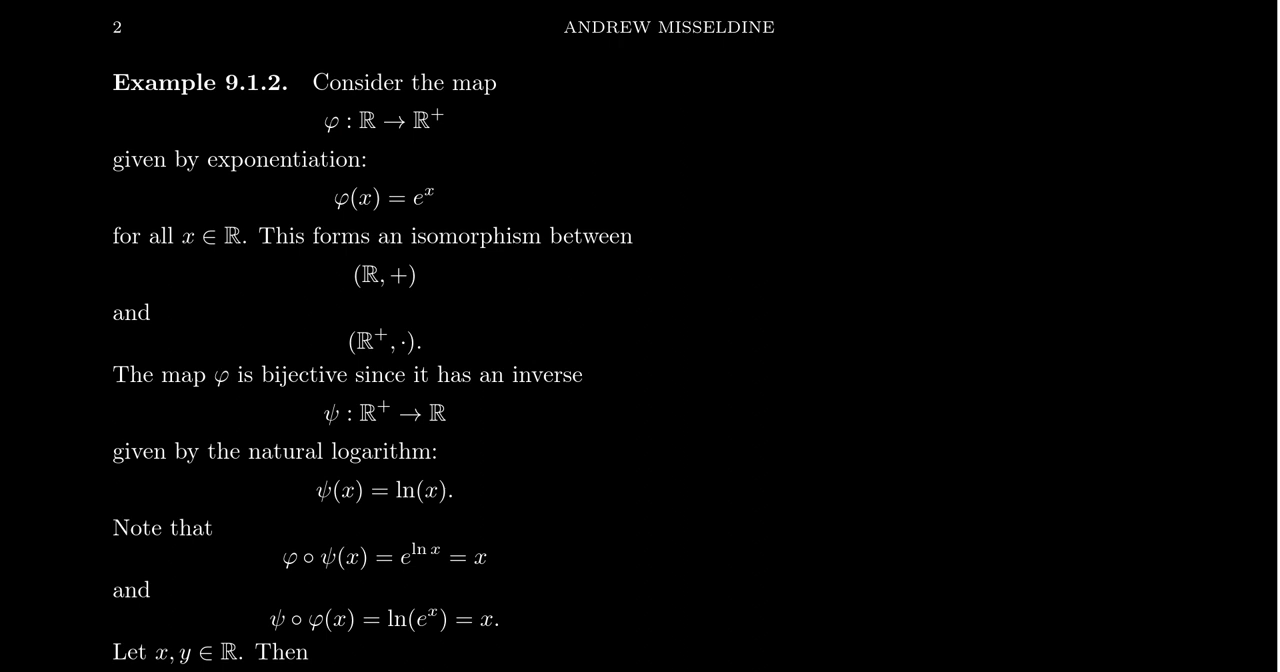 2 ANDREW MISSELDINE
Example 9.1.2. Consider the map
φ : ℝ → ℝ⁺
given by exponentiation:
φ(x) = eˣ
for all x ∈ ℝ. This forms an isomorphism between
(ℝ, +)
and
(ℝ⁺, ·).
The map φ is bijective since it has an inverse
ψ : ℝ⁺ → ℝ
given by the natural logarithm:
ψ(x) = ln(x).
Note that
φ ∘ ψ(x) = e^{ln x} = x
and
ψ ∘ φ(x) = ln(eˣ) = x.
Let x, y ∈ ℝ. Then